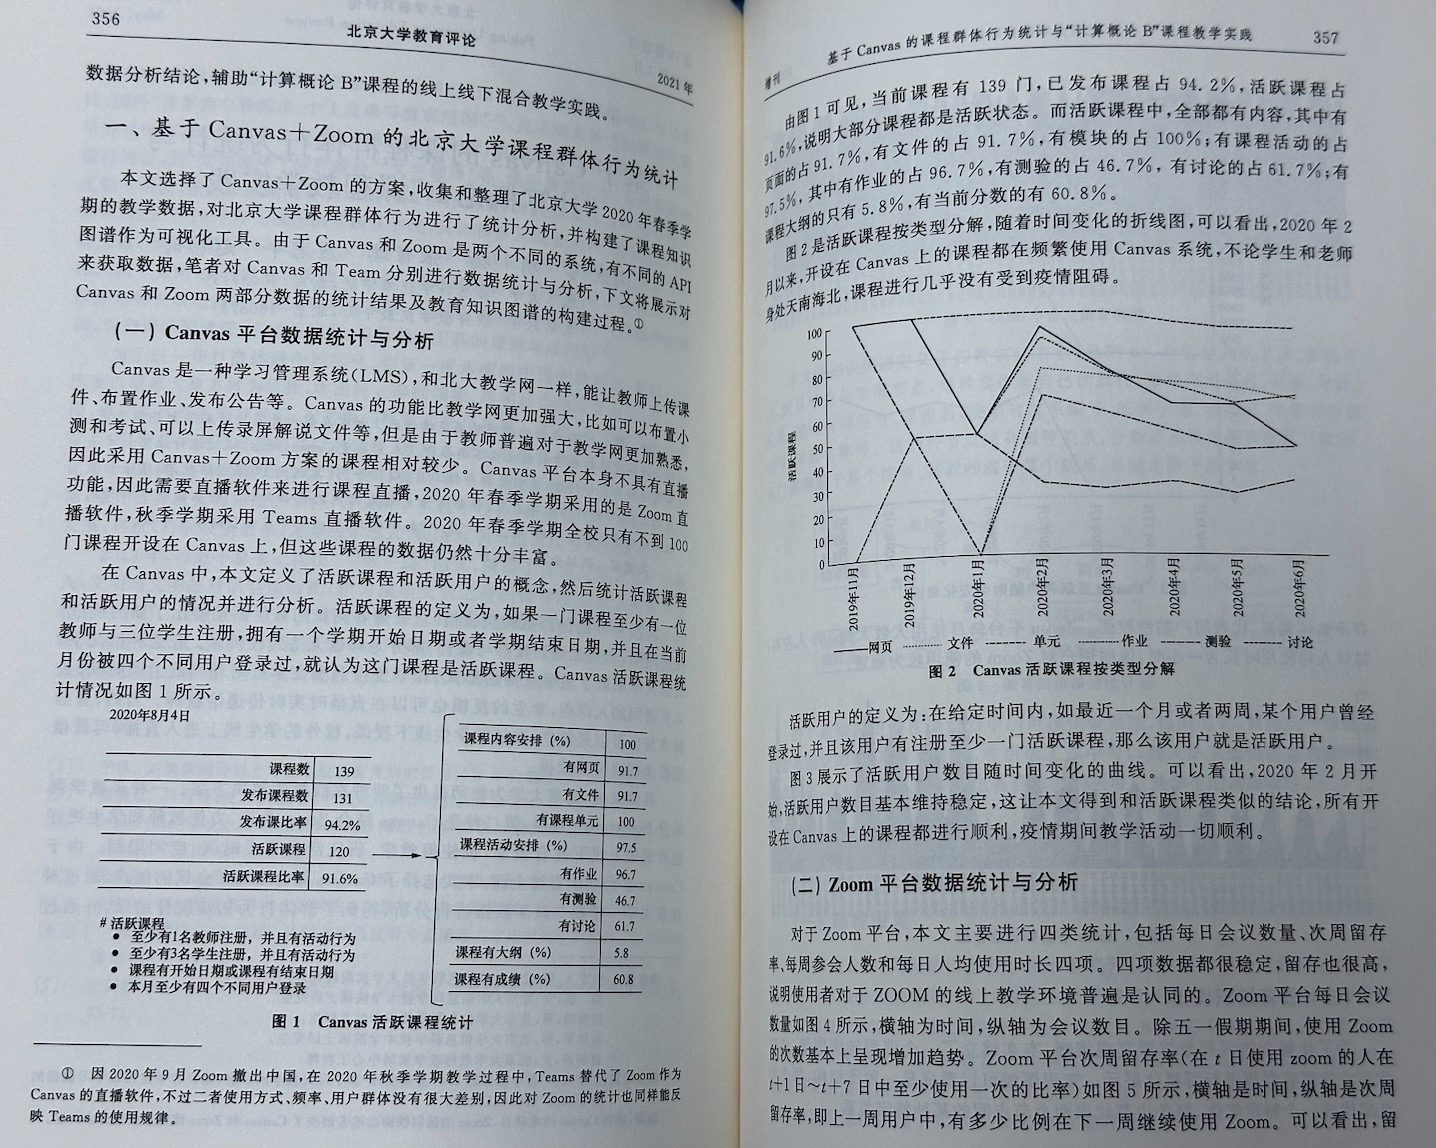 356
北京大学教育评论
2021年
数据分析结论,辅助“计算概论 B”课程的线上线下混合教学实践。
一、基于 Canvas+Zoom 的北京大学课程群体行为统计
本文选择了 Canvas+Zoom 的方案,收集和整理了北京大学 2020 年春季学
期的教学数据,对北京大学课程群体行为进行了统计分析,并构建了课程知识
图谱作为可视化工具。由于 Canvas 和 Zoom 是两个不同的系统,有不同的 API
来获取数据,笔者对 Canvas 和 Team 分别进行数据统计与分析,下文将展示对
Canvas 和 Zoom 两部分数据的统计结果及教育知识图谱的构建过程。①
(一) Canvas 平台数据统计与分析
Canvas 是一种学习管理系统(LMS),和北大教学网一样,能让教师上传课
件、布置作业、发布公告等。Canvas 的功能比教学网更加强大,比如可以布置小
测和考试、可以上传录屏解说文件等,但是由于教师普遍对于教学网更加熟悉,
因此采用 Canvas+Zoom 方案的课程相对较少。Canvas 平台本身不具有直播
功能,因此需要直播软件来进行课程直播,2020 年春季学期采用的是 Zoom 直
播软件,秋季学期采用 Teams 直播软件。2020 年春季学期全校只有不到 100
门课程开设在 Canvas 上,但这些课程的数据仍然十分丰富。
在 Canvas 中,本文定义了活跃课程和活跃用户的概念,然后统计活跃课程
和活跃用户的情况并进行分析。活跃课程的定义为,如果一门课程至少有一位
教师与三位学生注册,拥有一个学期开始日期或者学期结束日期,并且在当前
月份被四个不同用户登录过,就认为这门课程是活跃课程。Canvas 活跃课程统
计情况如图 1 所示。
2020年8月4日
课程数 139
发布课程数 131
发布课比率 94.2%
活跃课程 120
活跃课程比率 91.6%
课程内容安排 (%) 100
有网页 91.7
有文件 91.7
有课程单元 100
课程活动安排 (%) 97.5
有作业 96.7
有测验 46.7
有讨论 61.7
课程有大纲 (%) 5.8
课程有成绩 (%) 60.8
# 活跃课程
● 至少有1名教师注册,并且有活动行为
● 至少有3名学生注册,并且有活动行为
● 课程有开始日期或课程有结束日期
● 本月至少有四个不同用户登录
图 1 Canvas 活跃课程统计
① 因 2020 年 9 月 Zoom 撤出中国,在 2020 年秋季学期教学过程中,Teams 替代了 Zoom 作为
Canvas 的直播软件,不过二者使用方式、频率、用户群体没有很大差别,因此对 Zoom 的统计也同样能反
映 Teams 的使用规律。
增刊
基于 Canvas 的课程群体行为统计与“计算概论 B”课程教学实践
357
由图 1 可见,当前课程有 139 门,已发布课程占 94.2%,活跃课程占
91.6%,说明大部分课程都是活跃状态。而活跃课程中,全部都有内容,其中有
页面的占 91.7%,有文件的占 91.7%,有模块的占 100%;有课程活动的占
97.5%,其中有作业的占 96.7%,有测验的占 46.7%,有讨论的占 61.7%;有
课程大纲的只有 5.8%,有当前分数的有 60.8%。
图 2 是活跃课程按类型分解,随着时间变化的折线图,可以看出,2020 年 2
月以来,开设在 Canvas 上的课程都在频繁使用 Canvas 系统,不论学生和老师
身处天南海北,课程进行几乎没有受到疫情阻碍。
100
90
80
70
60
50
40
30
20
10
0
活跃课程
2019年11月 2019年12月 2020年1月 2020年2月 2020年3月 2020年4月 2020年5月 2020年6月
网页 文件 单元 作业 测验 讨论
图 2 Canvas 活跃课程按类型分解
活跃用户的定义为:在给定时间内,如最近一个月或者两周,某个用户曾经
登录过,并且该用户有注册至少一门活跃课程,那么该用户就是活跃用户。
图 3 展示了活跃用户数目随时间变化的曲线。可以看出,2020 年 2 月开
始,活跃用户数目基本维持稳定,这让本文得到和活跃课程类似的结论,所有开
设在 Canvas 上的课程都进行顺利,疫情期间教学活动一切顺利。
(二) Zoom 平台数据统计与分析
对于 Zoom 平台,本文主要进行四类统计,包括每日会议数量、次周留存
率、每周参会人数和每日人均使用时长四项。四项数据都很稳定,留存也很高,
说明使用者对于 ZOOM 的线上教学环境普遍是认同的。Zoom 平台每日会议
数量如图 4 所示,横轴为时间,纵轴为会议数目。除五一假期期间,使用 Zoom
的次数基本上呈现增加趋势。Zoom 平台次周留存率(在 t 日使用 zoom 的人在
t+1 日～t+7 日中至少使用一次的比率)如图 5 所示,横轴是时间,纵轴是次周
留存率,即上一周用户中,有多少比例在下一周继续使用 Zoom。可以看出,留